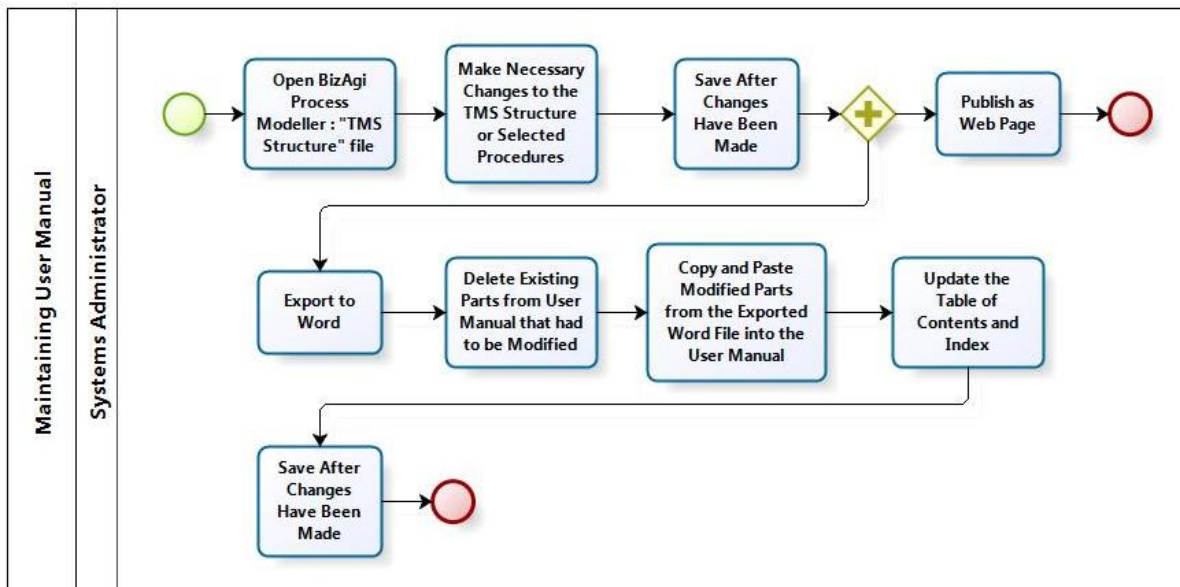 Maintaining User Manual
Systems Administrator
Open BizAgi
Process
Modeller : "TMS
Structure" file
Make Necessary
Changes to the
TMS Structure
or Selected
Procedures
Save After
Changes
Have Been
Made
Publish as
Web Page
Export to
Word
Delete Existing
Parts from User
Manual that had
to be Modified
Copy and Paste
Modified Parts
from the Exported
Word File into the
User Manual
Update the
Table of
Contents and
Index
Save After
Changes
Have Been
Made